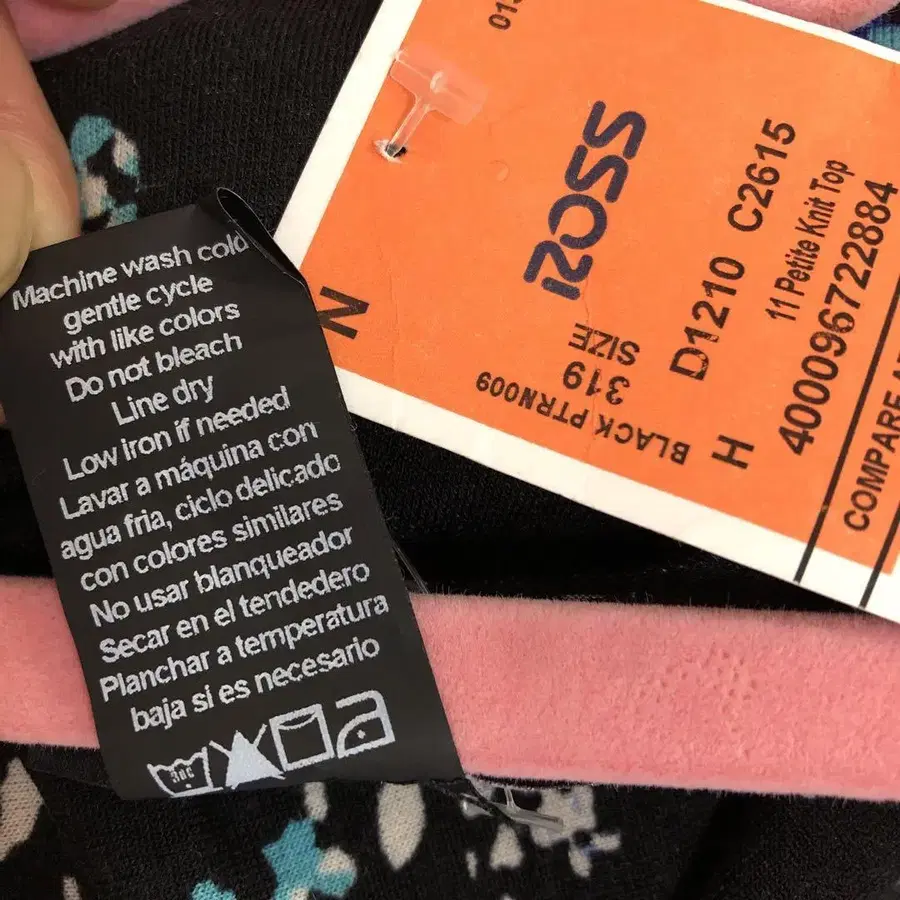 Machine wash cold
gentle cycle
with like colors
Do not bleach
Line dry
Low iron if needed
Lavar a máquina con
agua fria, ciclo delicado
con colores similares
No usar blanqueador
Secar en el tendedero
Planchar a temperatura
baja si es necesario
30C
ROSS
D1210 C2615
11 Petite Knit Top
400096722884
SIZE
319
BLACK PTRN009
N
H
COMPARE